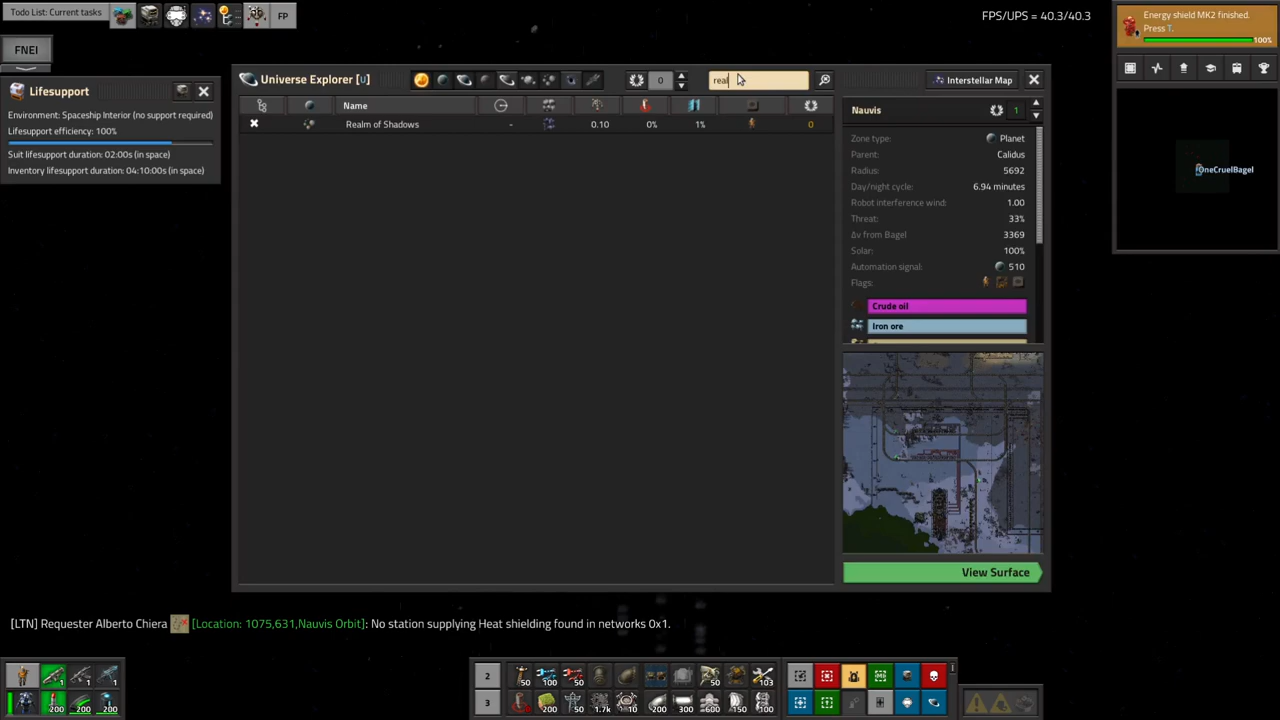 Todo List: Current tasks
FP
FPS/UPS = 40.3/40.3
Energy shield MK2 finished.
Press T.
100%
FNEI
Lifesupport
Environment: Spaceship Interior (no support required)
Lifesupport efficiency: 100%
Suit lifesupport duration: 02:00s (in space)
Inventory lifesupport duration: 04:10:00s (in space)
Universe Explorer [U]
0
real
Interstellar Map
Name
Realm of Shadows
-
0.10
0%
1%
0
Nauvis
1
Zone type: Planet
Parent: Calidus
Radius: 5692
Day/night cycle: 6.94 minutes
Robot interference wind: 1.00
Threat: 33%
Δv from Bagel 3369
Solar: 100%
Automation signal: 510
Flags:
Crude oil
Iron ore
View Surface
OneCruelBagel
[LTN] Requester Alberto Chiera [Location: 1075,631,Nauvis Orbit]: No station supplying Heat shielding found in networks 0x1.
1 1 1
200 200 200
2 50 100 50 50 103
3 200 50 1.7k 10 200 300 600 150 100